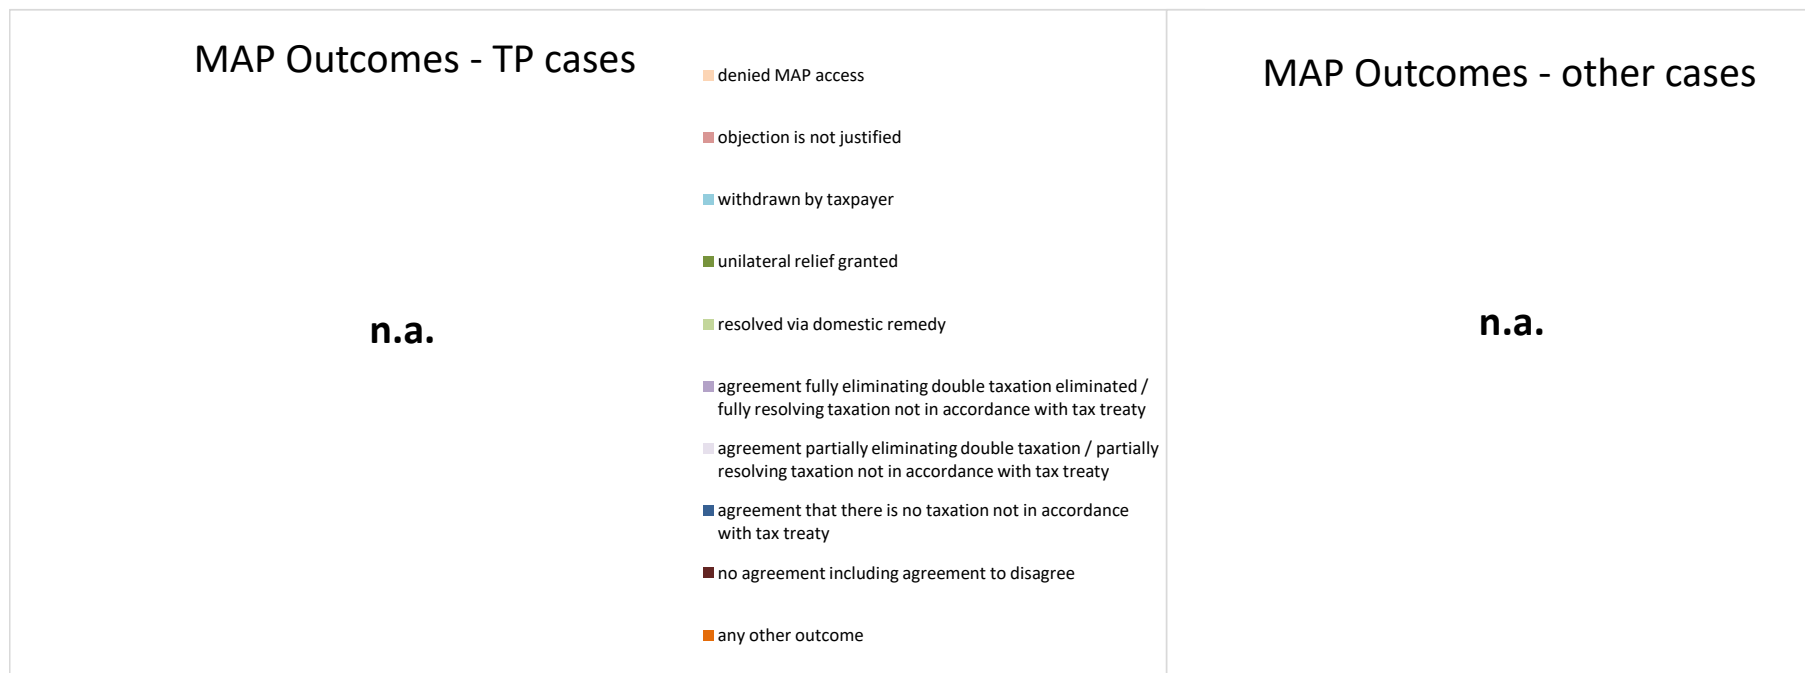 MAP Outcomes - TP cases
n.a.
denied MAP access
objection is not justified
withdrawn by taxpayer
unilateral relief granted
resolved via domestic remedy
agreement fully eliminating double taxation eliminated /
fully resolving taxation not in accordance with tax treaty
agreement partially eliminating double taxation / partially
resolving taxation not in accordance with tax treaty
agreement that there is no taxation not in accordance
with tax treaty
no agreement including agreement to disagree
any other outcome
MAP Outcomes - other cases
n.a.